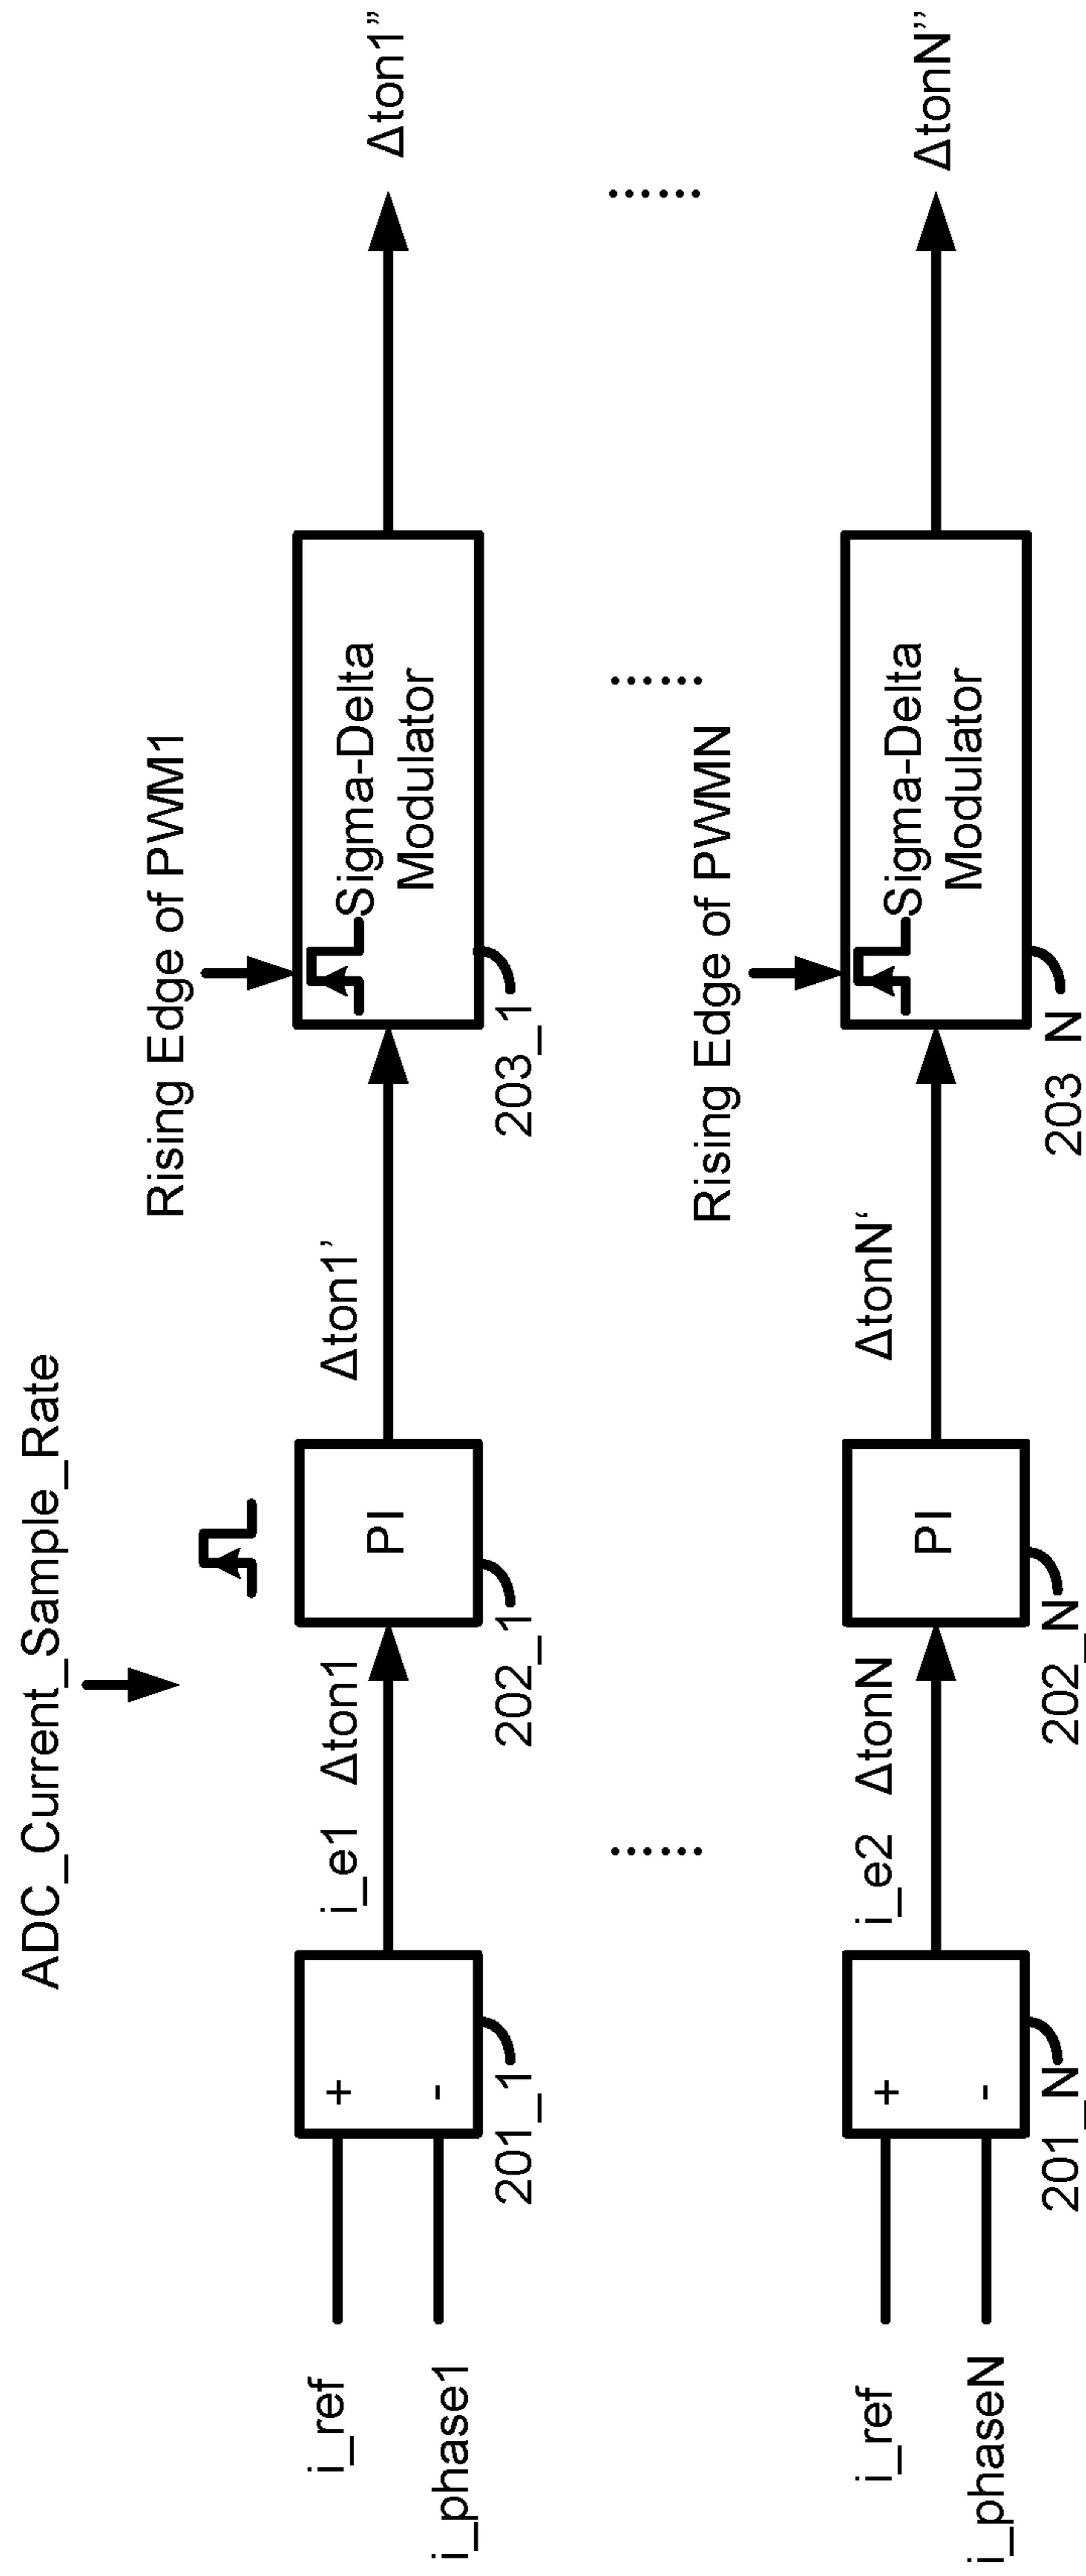 ADC_Current_Sample_Rate
Rising Edge of PWM1
i_ref
i_phase1
+
-
201_1
i_e1 Δton1
PI
202_1
Δton1’
Sigma-Delta
Modulator
203_1
Δton1”
......
......
......
Rising Edge of PWMN
i_ref
i_phaseN
+
-
201_N
i_e2 ΔtonN
PI
202_N
ΔtonN‘
Sigma-Delta
Modulator
203_N
ΔtonN’’